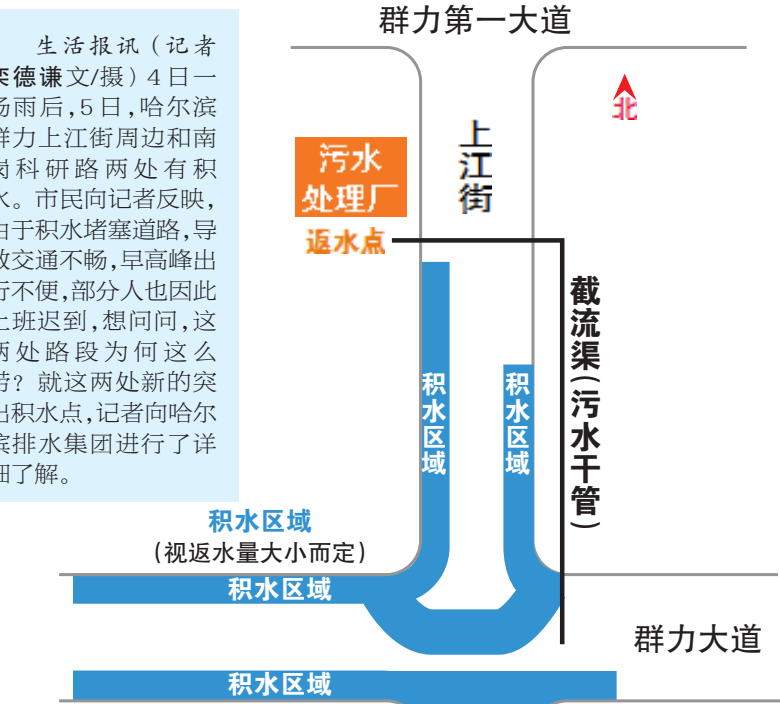 群力第一大道
生活报讯（记者
栾德谦文/摄）4日一
场雨后,5日,哈尔滨
群力上江街周边和南
岗科研路两处有积
水。市民向记者反映,
由于积水堵塞道路,导
致交通不畅,早高峰出
行不便,部分人也因此
上班迟到,想问问,这
两处路段为何这么
涝？就这两处新的突
出积水点,记者向哈尔
滨排水集团进行了详
细了解。
北
上江街
污水
处理厂
返水点
截流渠(污水干管)
积水区域
积水区域
积水区域
(视返水量大小而定)
积水区域
群力大道
积水区域